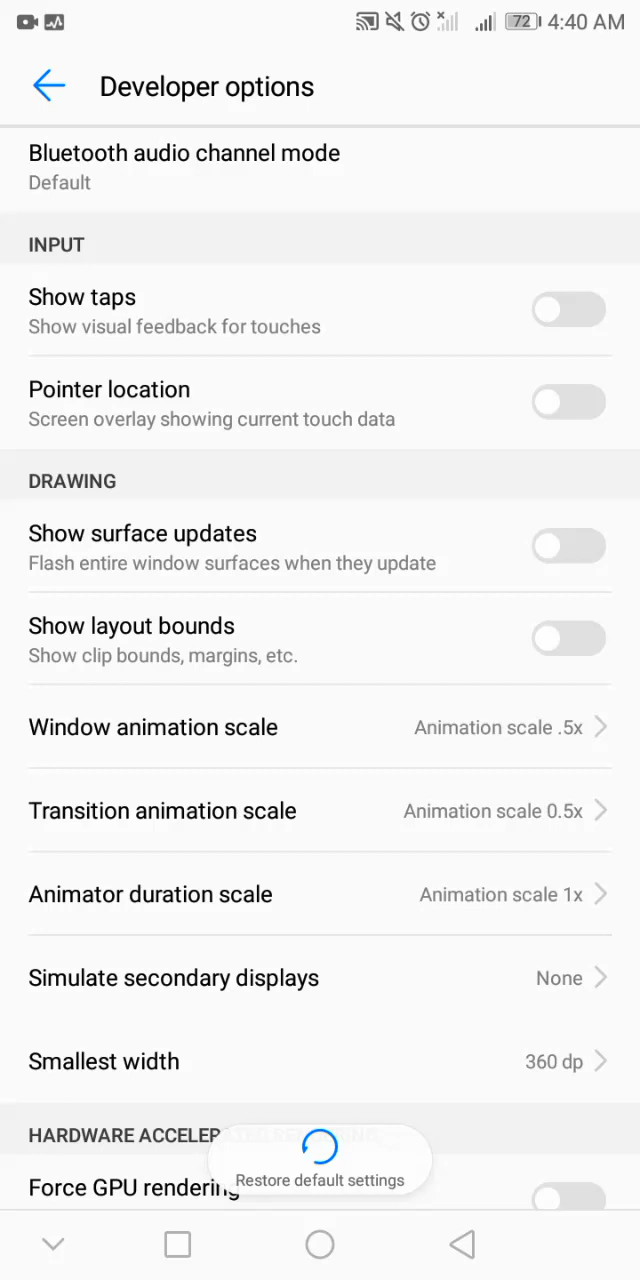 72 4:40 AM
Developer options
Bluetooth audio channel mode
Default
INPUT
Show taps
Show visual feedback for touches
Pointer location
Screen overlay showing current touch data
DRAWING
Show surface updates
Flash entire window surfaces when they update
Show layout bounds
Show clip bounds, margins, etc.
Window animation scale Animation scale .5x
Transition animation scale Animation scale 0.5x
Animator duration scale Animation scale 1x
Simulate secondary displays None
Smallest width 360 dp
HARDWARE ACCELERATED RENDERING
Force GPU rendering
Restore default settings